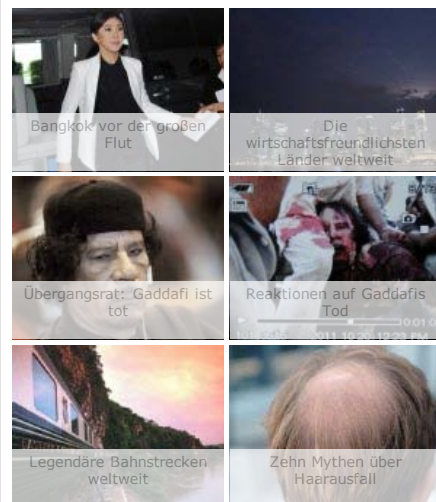 Bangkok vor der großen
Flut
Die
wirtschaftsfreundlichsten
Länder weltweit
Übergangsrat: Gaddafi ist
tot
Reaktionen auf Gaddafis
Tod
Legendäre Bahnstrecken
weltweit
Zehn Mythen über
Haarausfall